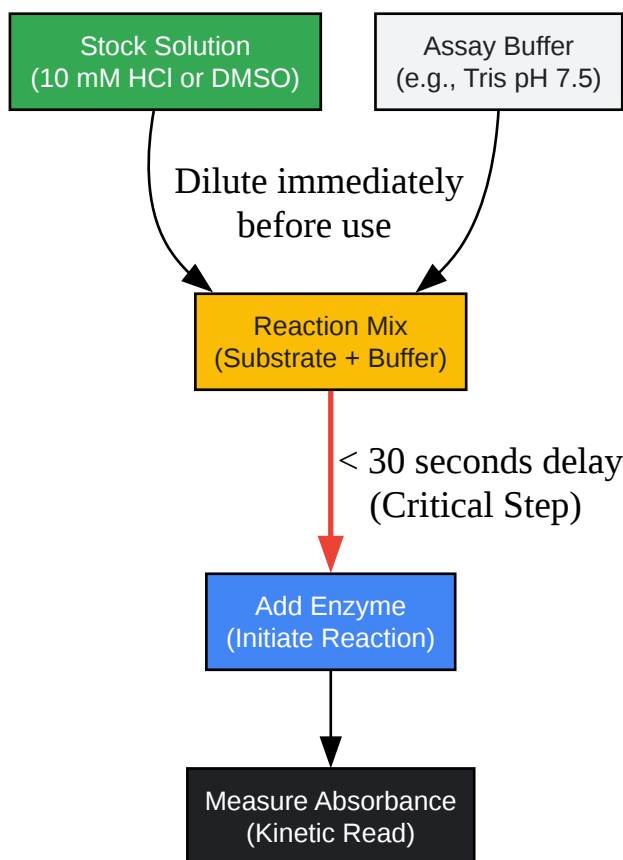 Stock Solution
(10 mM HCl or DMSO)
Assay Buffer
(e.g., Tris pH 7.5)
Dilute immediately
before use
Reaction Mix
(Substrate + Buffer)
< 30 seconds delay
(Critical Step)
Add Enzyme
(Initiate Reaction)
Measure Absorbance
(Kinetic Read)